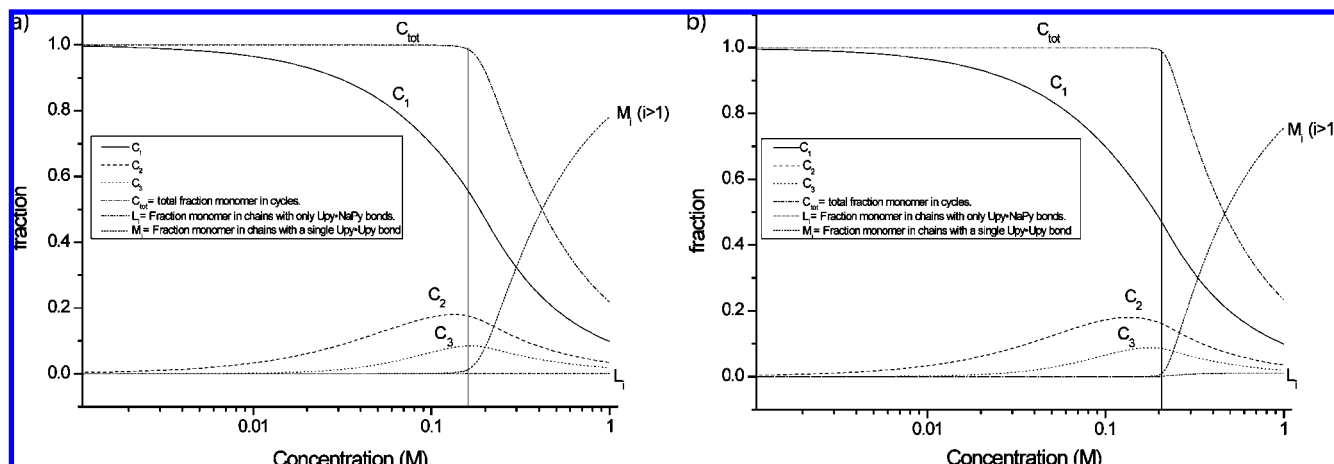 a)
C_tot
1.0
C_1
0.8
M_i (i>1)
C_1
C_2
C_3
C_tot= total fraction monomer in cycles.
L_i = Fraction monomer in chains with only Upy•NaPy bonds.
M_i = Fraction monomer in chains with a single Upy•Upy bond
fraction
0.6
0.4
0.2
C_2
C_3
0.0
L_i
0.01
0.1
1
Concentration (M)
b)
C_tot
1.0
C_1
0.8
M_i (i>1
C_1
C_2
C_3
C_tot= total fraction monomer in cycles.
L_i = Fraction monomer in chains with only Upy•NaPy bonds.
M_i = Fraction monomer in chains with a single Upy•Upy bond
fraction
0.6
0.4
0.2
C_2
C_3
0.0
L_i
0.01
0.1
1
Concentration (M)